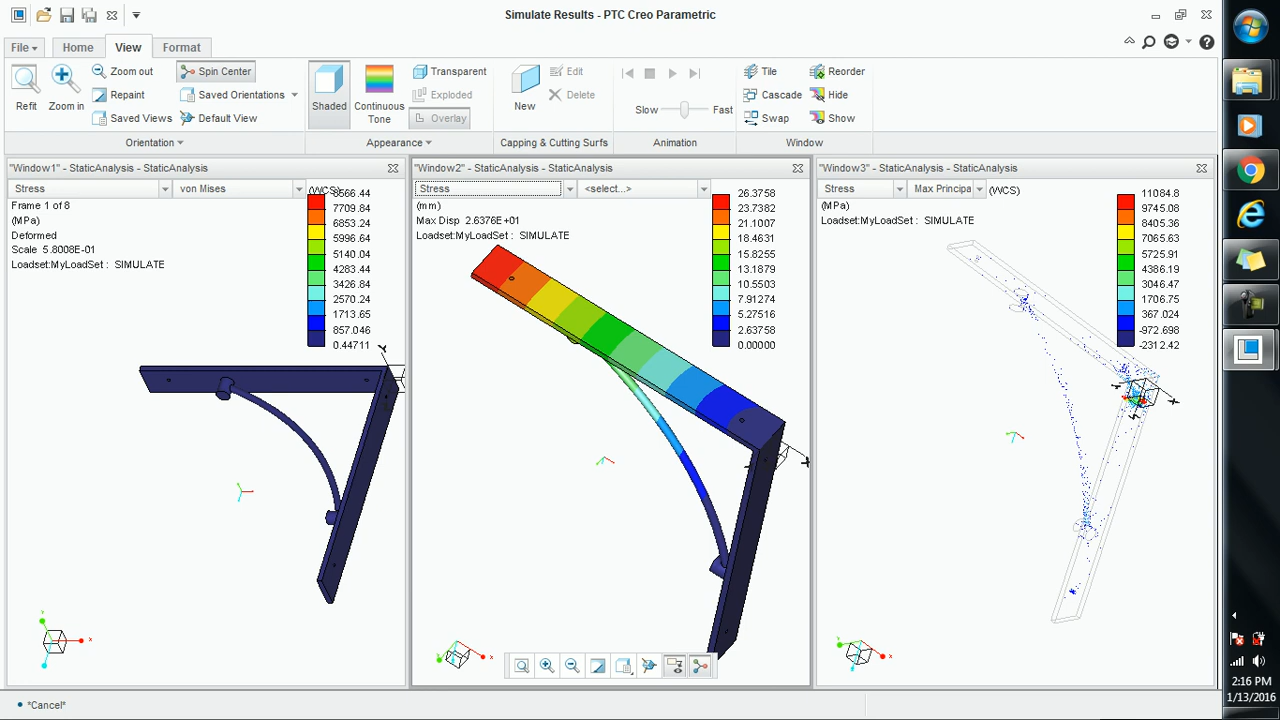 Simulate Results - PTC Creo Parametric
File
Home
View
Format
Refit
Zoom in
Zoom out
Repaint
Saved Views
Spin Center
Saved Orientations
Default View
Orientation
Shaded
Continuous
Tone
Transparent
Exploded
Overlay
Appearance
New
Edit
Delete
Capping & Cutting Surfs
Slow
Fast
Animation
Tile
Cascade
Swap
Reorder
Hide
Show
Window
"Window1" - StaticAnalysis - StaticAnalysis
Stress
von Mises
(WCS)
Frame 1 of 8
(MPa)
Deformed
Scale 5.8008E-01
Loadset:MyLoadSet : SIMULATE
8566.44
7709.84
6853.24
5996.64
5140.04
4283.44
3426.84
2570.24
1713.65
857.046
0.44711
Y
X
Y
"Window2" - StaticAnalysis - StaticAnalysis
Stress
<select...>
(mm)
Max Disp 2.6376E+01
Loadset:MyLoadSet : SIMULATE
26.3758
23.7382
21.1007
18.4631
15.8255
13.1879
10.5503
7.91274
5.27516
2.63758
0.00000
X
"Window3" - StaticAnalysis - StaticAnalysis
Stress
Max Principa
(WCS)
(MPa)
Loadset:MyLoadSet : SIMULATE
11084.8
9745.08
8405.36
7065.63
5725.91
4386.19
3046.47
1706.75
367.024
-972.698
-2312.42
X
*Cancel*
2:16 PM
1/13/2016